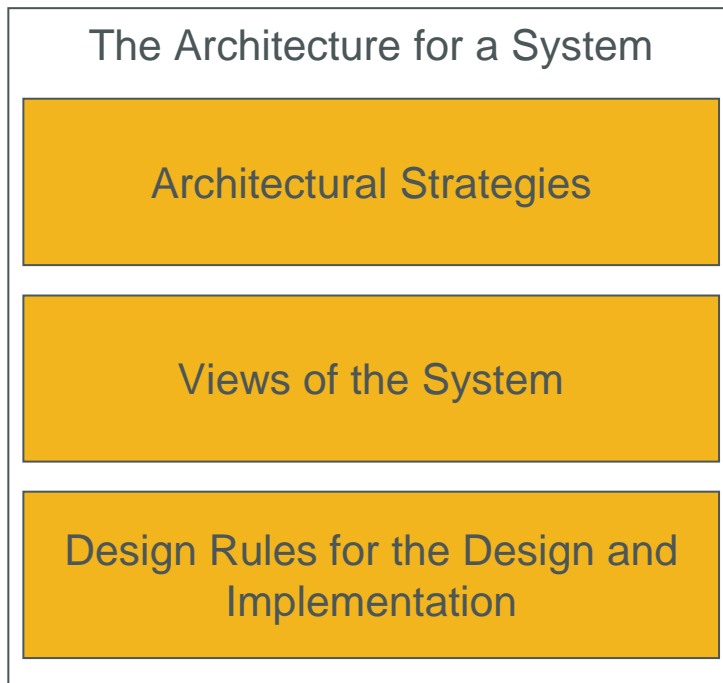 The Architecture for a System
Architectural Strategies
Views of the System
Design Rules for the Design and
Implementation